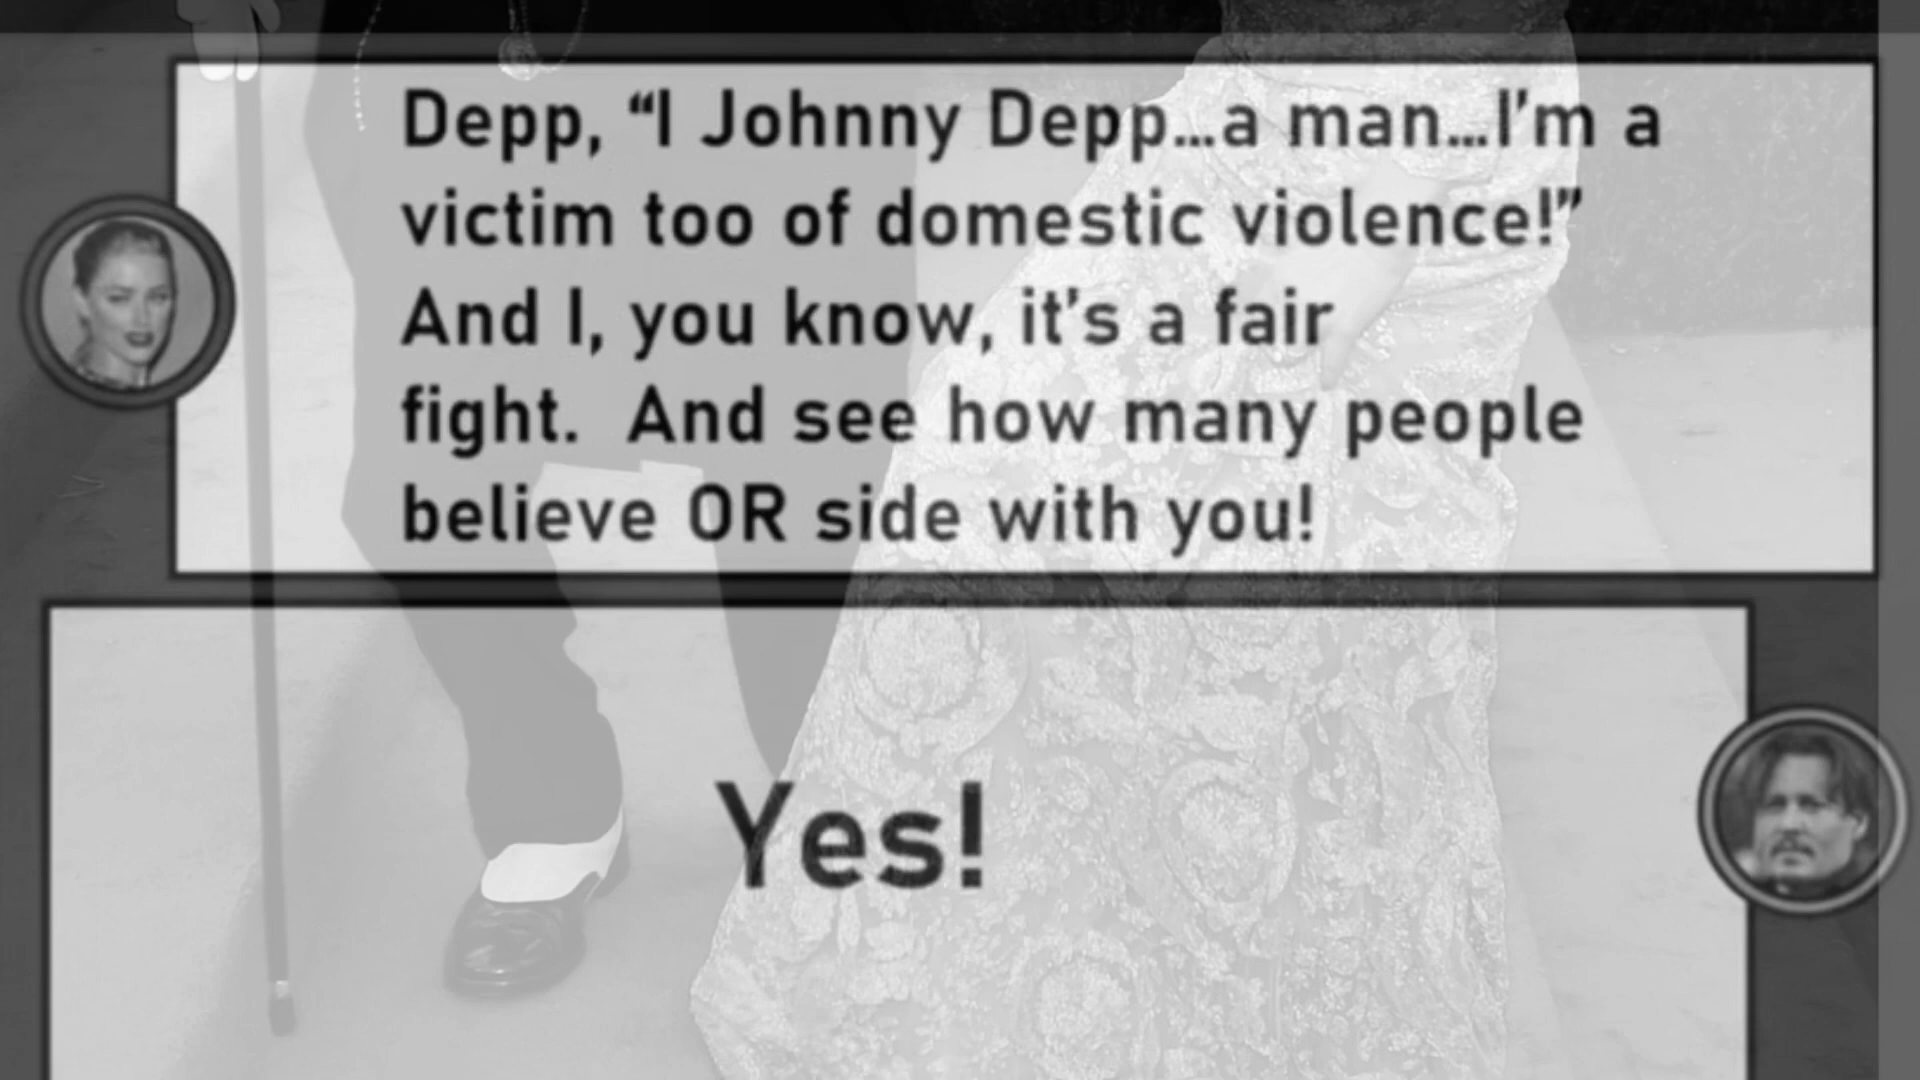 Depp, “I Johnny Depp...a man...I’m a
victim too of domestic violence!”
And I, you know, it’s a fair
fight.  And see how many people
believe OR side with you!
Yes!